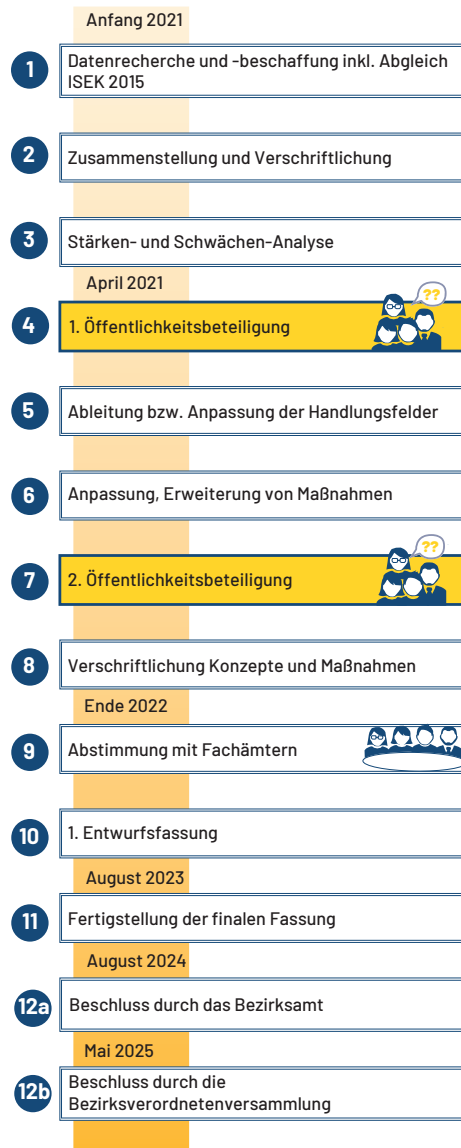 Anfang 2021
1
Datenrecherche und -beschaffung inkl. Abgleich
ISEK 2015
2
Zusammenstellung und Verschriftlichung
3
Stärken- und Schwächen-Analyse
April 2021
??
4
1. Öffentlichkeitsbeteiligung
5
Ableitung bzw. Anpassung der Handlungsfelder
6
Anpassung, Erweiterung von Maßnahmen
??
7
2. Öffentlichkeitsbeteiligung
8
Verschriftlichung Konzepte und Maßnahmen
Ende 2022
9
Abstimmung mit Fachämtern
10
1. Entwurfsfassung
August 2023
11
Fertigstellung der finalen Fassung
August 2024
12a
Beschluss durch das Bezirksamt
Mai 2025
12b
Beschluss durch die
Bezirksverordnetenversammlung